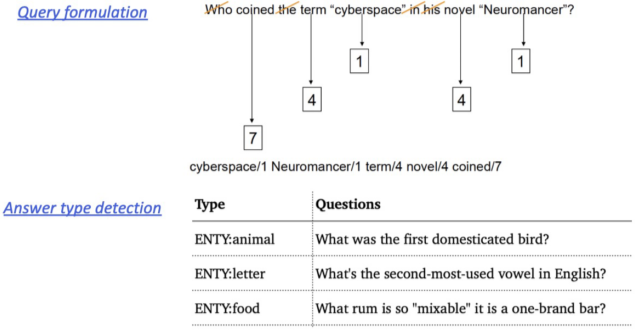 Query formulation
Who coined the term “cyberspace” in his novel “Neuromancer”?
1 1
4 4
7
cyberspace/1 Neuromancer/1 term/4 novel/4 coined/7
Answer type detection
Type Questions
ENTY:animal What was the first domesticated bird?
ENTY:letter What's the second-most-used vowel in English?
ENTY:food What rum is so "mixable" it is a one-brand bar?